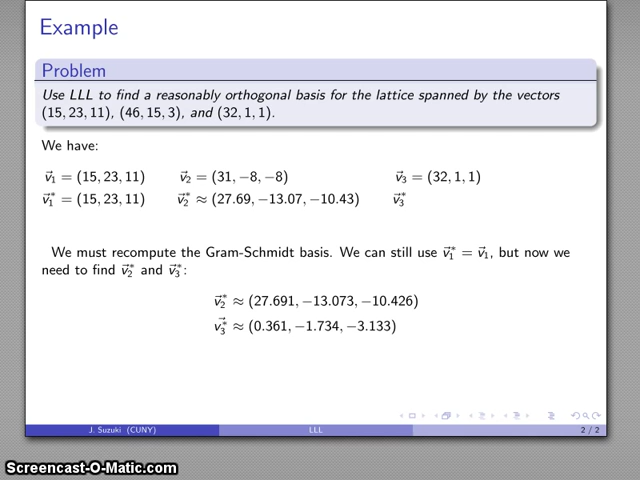 Example
Problem
Use LLL to find a reasonably orthogonal basis for the lattice spanned by the vectors
(15, 23, 11), (46, 15, 3), and (32, 1, 1).
We have:
v⃗₁ = (15, 23, 11) v⃗₂ = (31, −8, −8) v⃗₃ = (32, 1, 1)
v⃗₁* = (15, 23, 11) v⃗₂* ≈ (27.69, −13.07, −10.43) v⃗₃*
We must recompute the Gram-Schmidt basis. We can still use v⃗₁* = v⃗₁, but now we
need to find v⃗₂* and v⃗₃*:
v⃗₂* ≈ (27.691, −13.073, −10.426)
v⃗₃* ≈ (0.361, −1.734, −3.133)
J. Suzuki (CUNY) LLL 2 / 2
Screencast-O-Matic.com